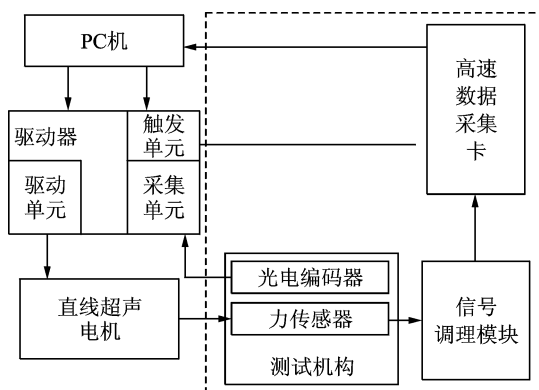 PC机
高速
数据
采集
卡
驱动器
触发
单元
驱动
单元
采集
单元
光电编码器
直线超声
电机
力传感器
测试机构
信号
调理模块